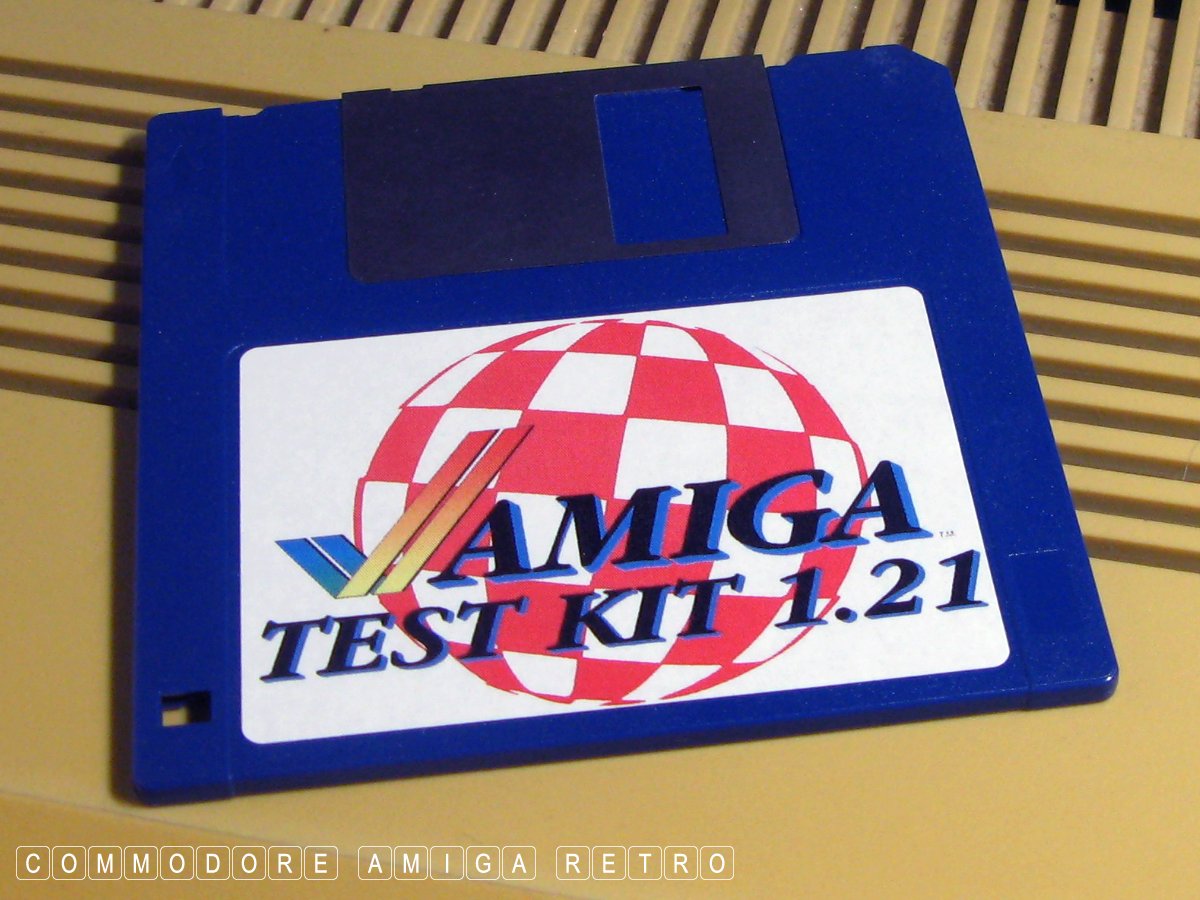 AMIGA T.M.
TEST KIT 1.21
COMMODORE AMIGA RETRO